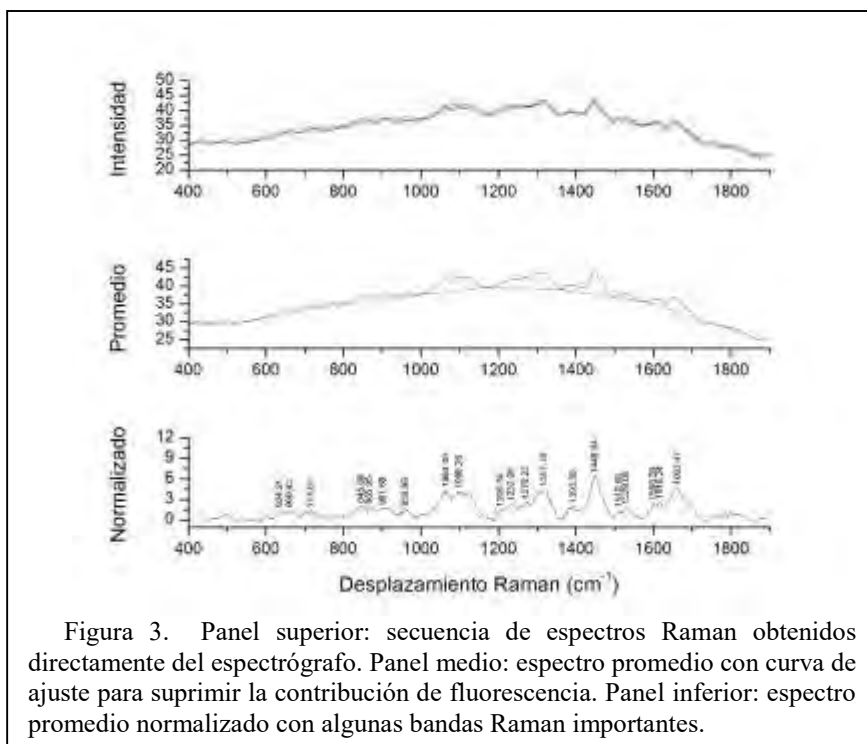 Intensidad
50
45
40
35
30
25
20
400 600 800 1000 1200 1400 1600 1800
Promedio
45
40
35
30
25
400 600 800 1000 1200 1400 1600 1800
Normalizado
12
9
6
3
0
400 600 800 1000 1200 1400 1600 1800
Desplazamiento Raman (cm⁻¹)
Figura 3. Panel superior: secuencia de espectros Raman obtenidos
directamente del espectrógrafo. Panel medio: espectro promedio con curva de
ajuste para suprimir la contribución de fluorescencia. Panel inferior: espectro
promedio normalizado con algunas bandas Raman importantes.